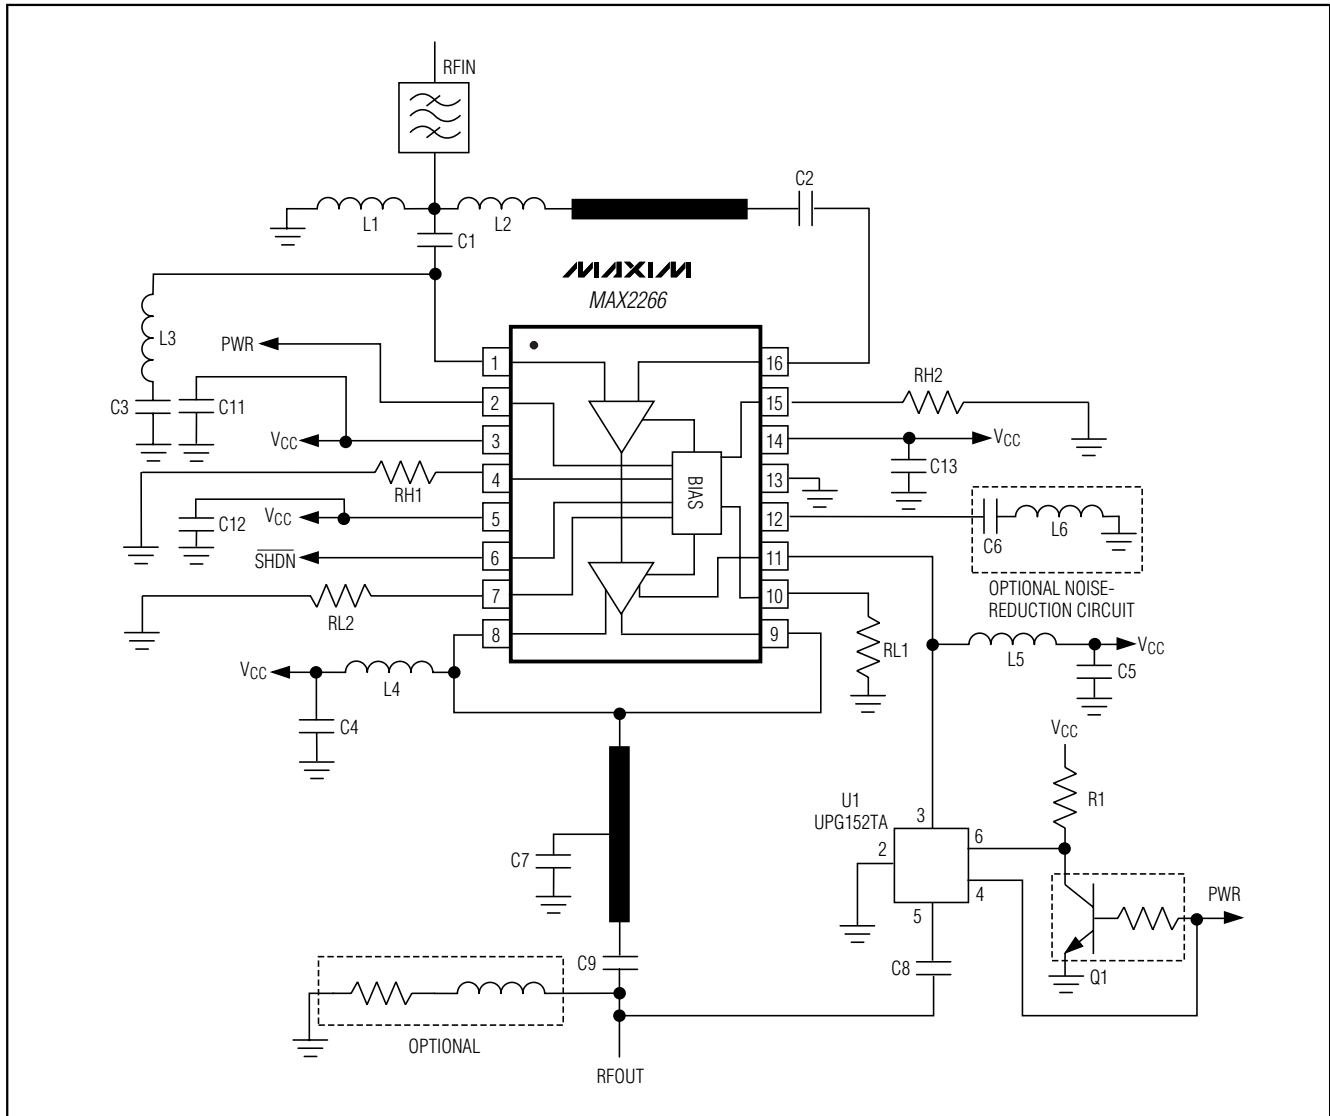 RFIN
C2
L1
L2
C1
MAXIM
MAX2266
L3
PWR
1
16
RH2
C3
C11
2
15
VCC
3
14
VCC
C13
RH1
4
13
BIAS
VCC
C12
5
12
C6
L6
SHDN
6
11
OPTIONAL NOISE-
REDUCTION CIRCUIT
RL2
7
10
8
9
RL1
VCC
L4
L5
VCC
C5
C4
VCC
R1
U1
UPG152TA
3
6
2
4
5
C7
PWR
Q1
C9
C8
OPTIONAL
RFOUT